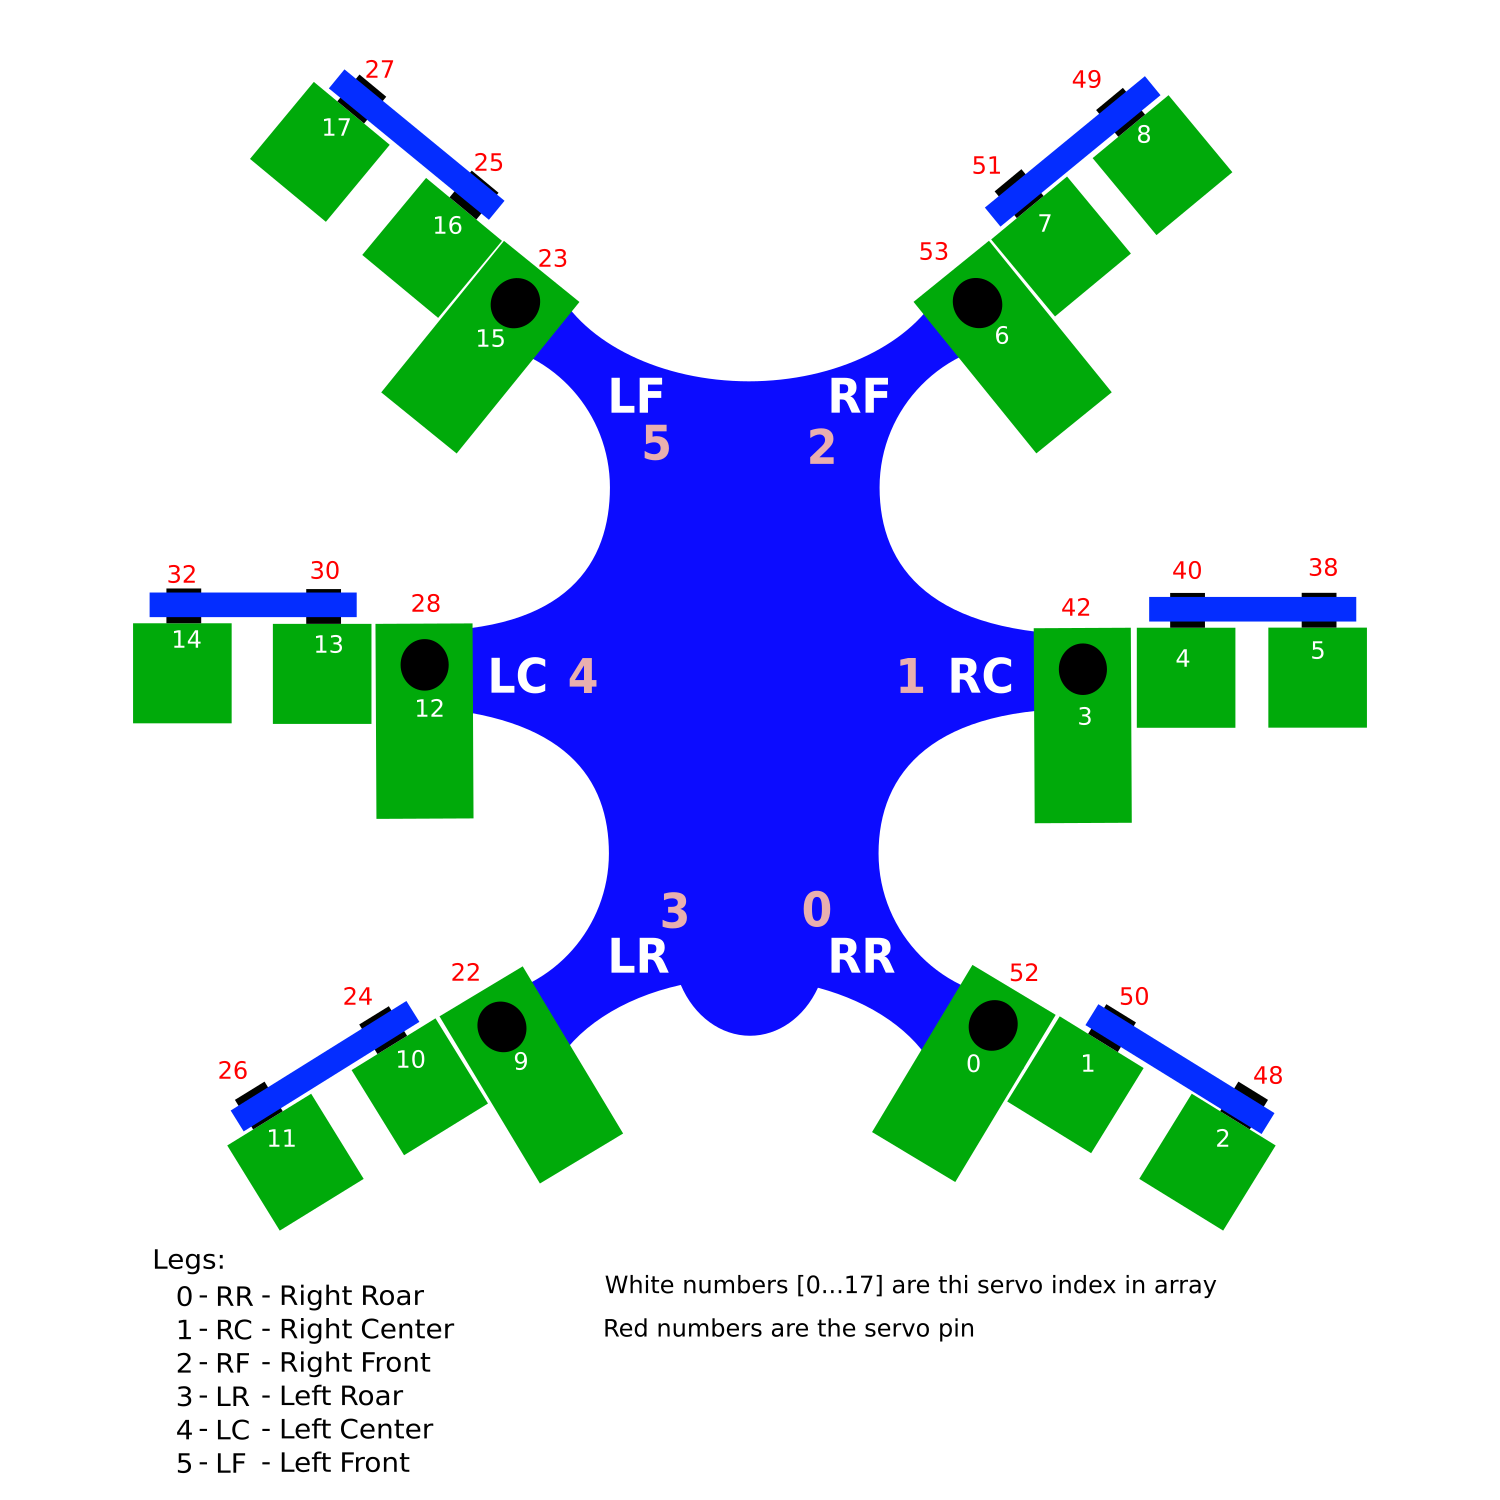 27
49
17
8
25
51
16
7
23
53
15
6
LF
RF
5
2
32
30
28
42
40
38
14
13
12
LC 4
1 RC
3
4
5
3
0
LR
RR
22
52
24
50
26
48
10
9
0
1
11
2
Legs:
0 - RR - Right Roar
1 - RC - Right Center
2 - RF - Right Front
3 - LR - Left Roar
4 - LC - Left Center
5 - LF - Left Front
White numbers [0...17] are thi servo index in array
Red numbers are the servo pin